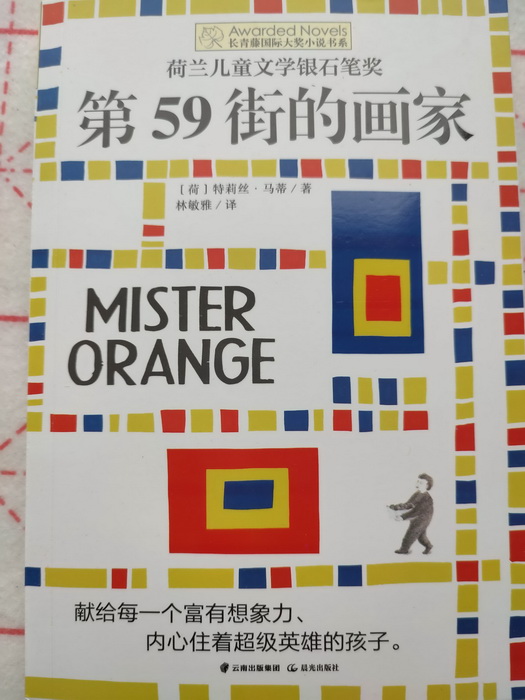 Awarded Novels
长青藤国际大奖小说书系
荷兰儿童文学银石笔奖
第59街的画家
[荷] 特莉丝·马蒂 / 著
林敏雅 / 译
MISTER
ORANGE
献给每一个富有想象力、
内心住着超级英雄的孩子。
云南出版集团 晨光出版社